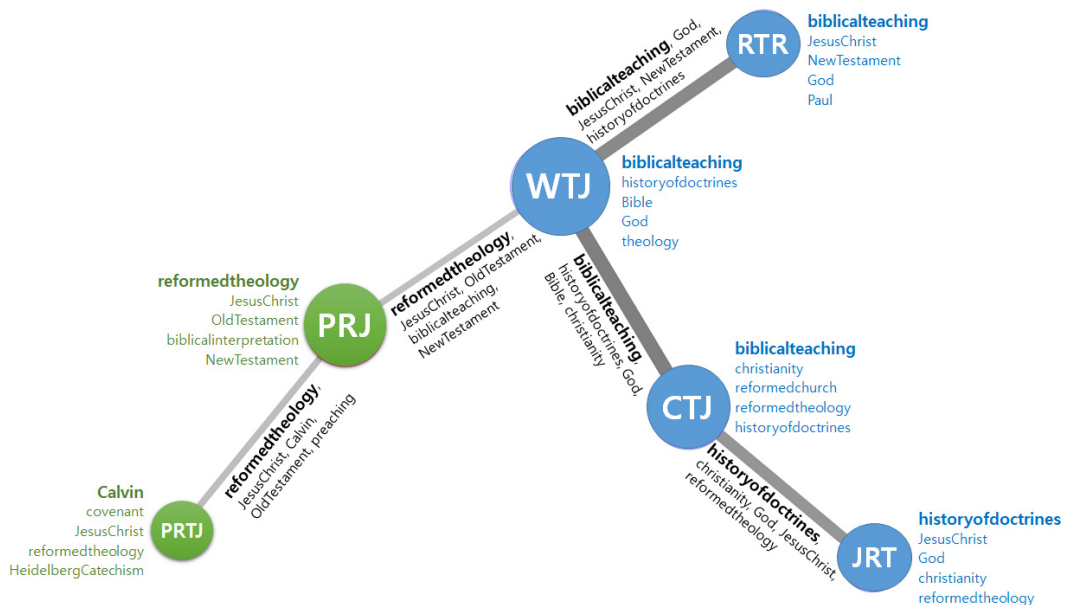 RTR
biblicalteaching
JesusChrist
NewTestament
God
Paul
biblicalteaching, God,
JesusChrist, NewTestament,
historyofdoctrines
WTJ
biblicalteaching
historyofdoctrines
Bible
God
theology
reformedtheology,
JesusChrist, OldTestament,
biblicalteaching,
NewTestament
biblicalteaching,
historyofdoctrines, God,
Bible, christianity
reformedtheology
JesusChrist
OldTestament
biblicalinterpretation
NewTestament
PRJ
CTJ
biblicalteaching
christianity
reformedchurch
reformedtheology
historyofdoctrines
reformedtheology,
JesusChrist, Calvin,
OldTestament, preaching
historyofdoctrines,
christianity, God, JesusChrist,
reformedtheology
Calvin
covenant
JesusChrist
reformedtheology
HeidelbergCatechism
PRTJ
JRT
historyofdoctrines
JesusChrist
God
christianity
reformedtheology